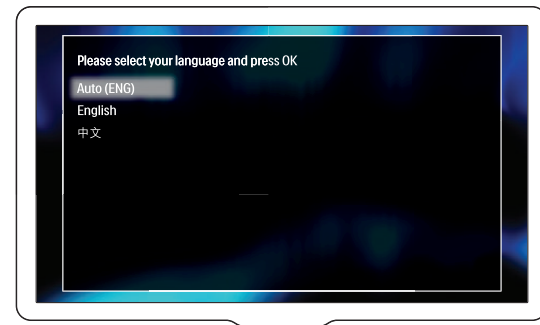 Please select your language and press OK
Auto (ENG)
English
中文